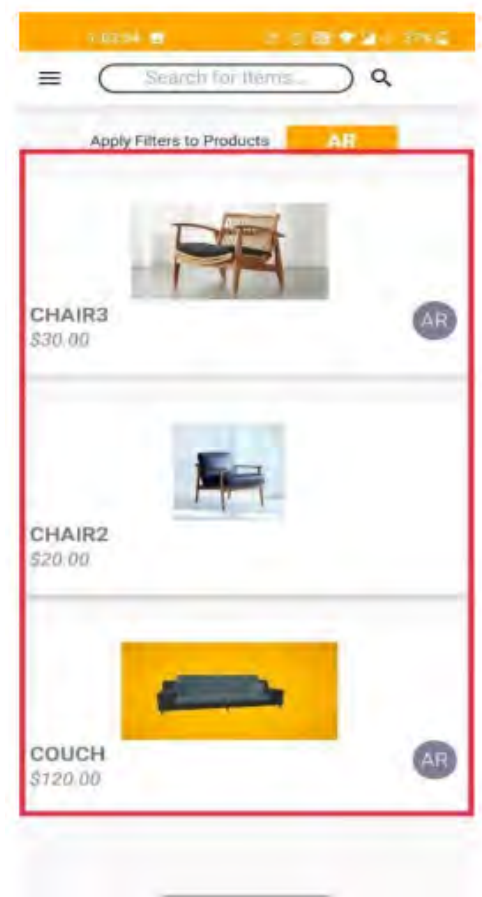 Search for Items...
Apply Filters to Products AR
CHAIR3
$30.00
AR
CHAIR2
$20.00
COUCH
$120.00
AR